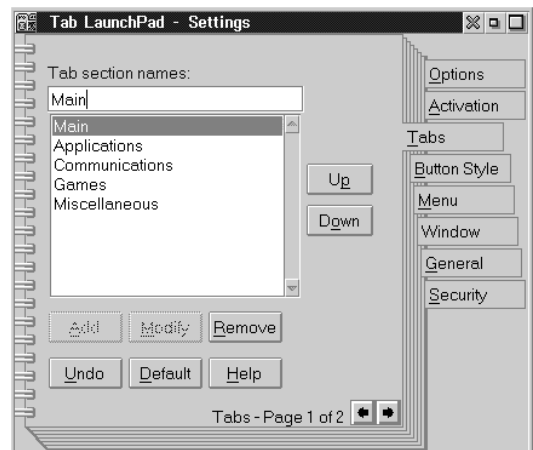 Tab LaunchPad - Settings
Tab section names:
Main
Main
Applications
Communications
Games
Miscellaneous
Up
Down
Add
Modify
Remove
Undo
Default
Help
Tabs - Page 1 of 2
Options
Activation
Tabs
Button Style
Menu
Window
General
Security